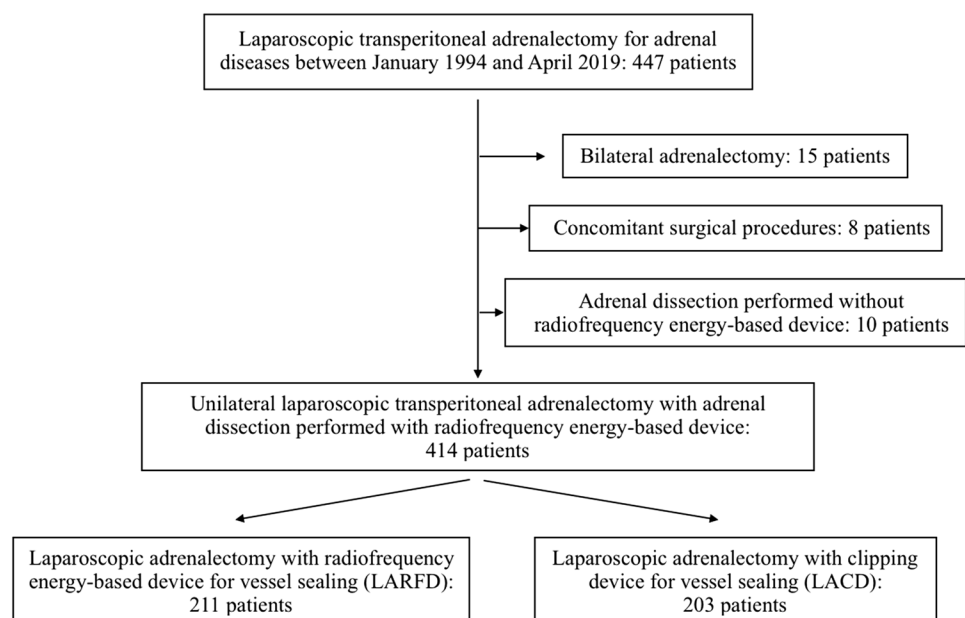 Laparoscopic transperitoneal adrenalectomy for adrenal
diseases between January 1994 and April 2019: 447 patients
Bilateral adrenalectomy: 15 patients
Concomitant surgical procedures: 8 patients
Adrenal dissection performed without
radiofrequency energy-based device: 10 patients
Unilateral laparoscopic transperitoneal adrenalectomy with adrenal
dissection performed with radiofrequency energy-based device:
414 patients
Laparoscopic adrenalectomy with radiofrequency
energy-based device for vessel sealing (LARFD):
211 patients
Laparoscopic adrenalectomy with clipping
device for vessel sealing (LACD):
203 patients